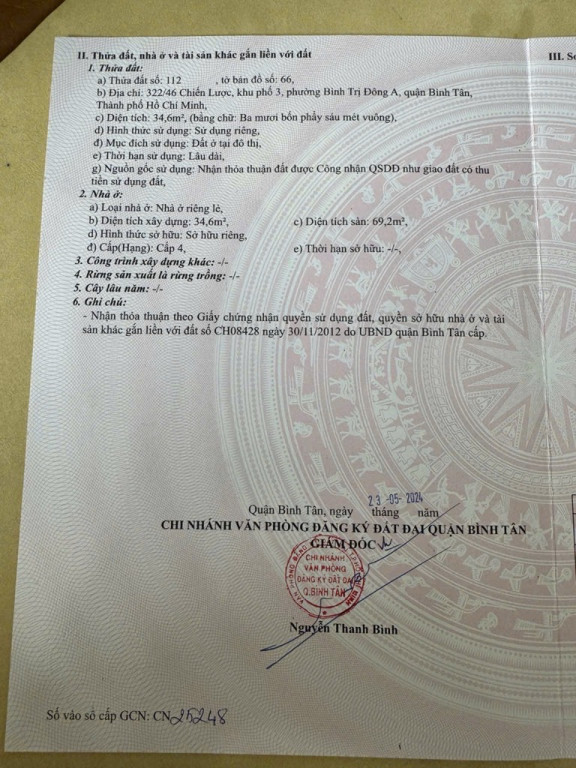 II. Thửa đất, nhà ở và tài sản khác gắn liền với đất
III. Sơ
1. Thửa đất:
a) Thửa đất số: 112 , tờ bản đồ số: 66,
b) Địa chỉ: 322/46 Chiến Lược, khu phố 3, phường Bình Trị Đông A, quận Bình Tân,
Thành phố Hồ Chí Minh,
c) Diện tích: 34,6m², (bằng chữ: Ba mươi bốn phẩy sáu mét vuông),
d) Hình thức sử dụng: Sử dụng riêng,
đ) Mục đích sử dụng: Đất ở tại đô thị,
e) Thời hạn sử dụng: Lâu dài,
g) Nguồn gốc sử dụng: Nhận thỏa thuận đất được Công nhận QSDĐ như giao đất có thu
tiền sử dụng đất,
2. Nhà ở:
a) Loại nhà ở: Nhà ở riêng lẻ,
b) Diện tích xây dựng: 34,6m², c) Diện tích sàn: 69,2m²,
d) Hình thức sở hữu: Sở hữu riêng,
đ) Cấp(Hạng): Cấp 4, e) Thời hạn sở hữu: -/-,
3. Công trình xây dựng khác: -/-
4. Rừng sản xuất là rừng trồng: -/-
5. Cây lâu năm: -/-
6. Ghi chú:
- Nhận thỏa thuận theo Giấy chứng nhận quyền sử dụng đất, quyền sở hữu nhà ở và tài
sản khác gắn liền với đất số CH08428 ngày 30/11/2012 do UBND quận Bình Tân cấp.
23 -05- 2024
Quận Bình Tân, ngày tháng năm
CHI NHÁNH VĂN PHÒNG ĐĂNG KÝ ĐẤT ĐAI QUẬN BÌNH TÂN
GIÁM ĐỐC
CHI NHÁNH
VĂN PHÒNG
ĐĂNG KÝ ĐẤT ĐAI
Q.BÌNH TÂN
Nguyễn Thanh Bình
Số vào sổ cấp GCN: CN 25248